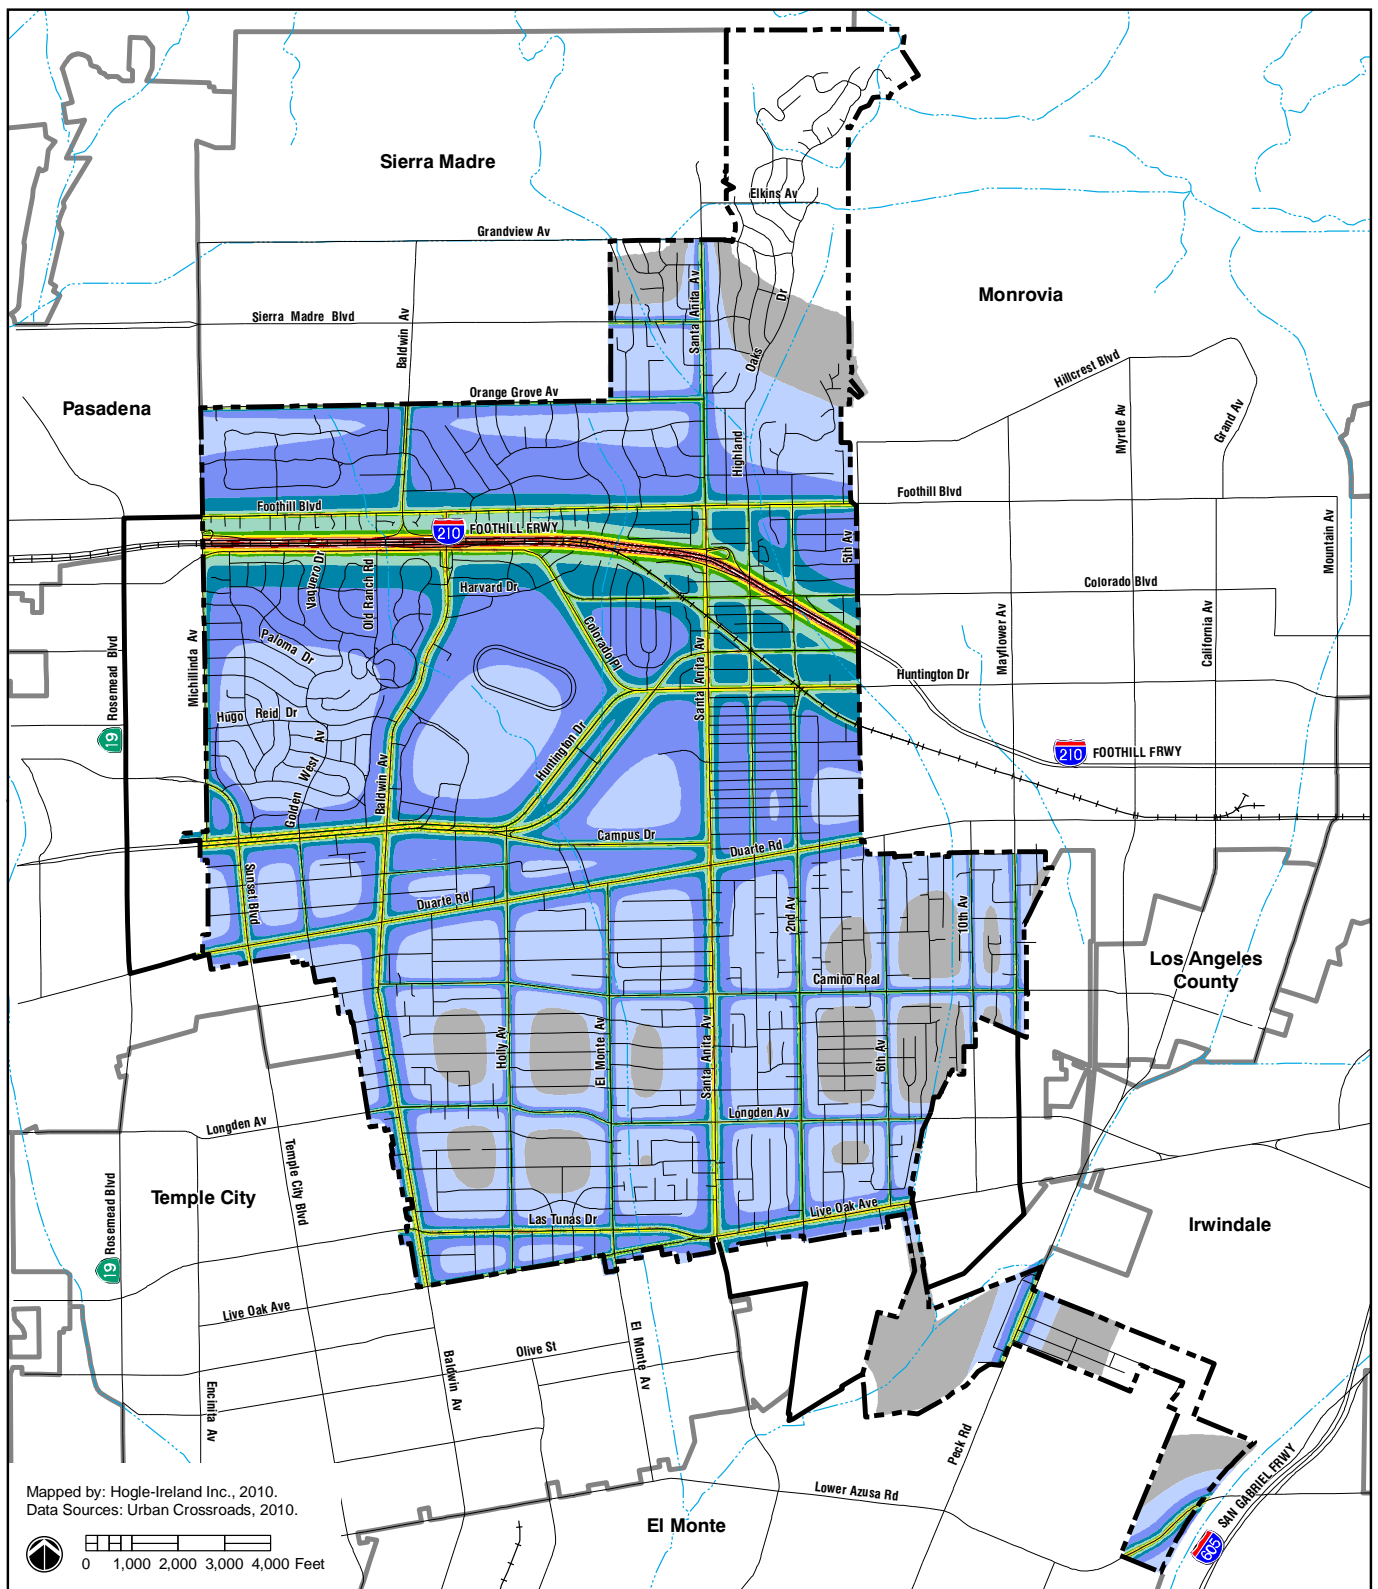 Sierra Madre
Elkins Av
Grandview Av
Santa Anita Av
Dr
Oaks
Monrovia
Sierra Madre Blvd
Baldwin Av
Hillcrest Blvd
Orange Grove Av
Pasadena
Myrtle Av
Grand Av
Highland
Foothill Blvd
Foothill Blvd
210
FOOTHILL FRWY
5th Av
Mountain Av
Vaquero Dr
Old Ranch Rd
Harvard Dr
Colorado Blvd
Colorado Pl
Mayflower Av
California Av
Rosemead Blvd
Michillinda Av
Paloma Dr
Santa Anita Av
Huntington Dr
Hugo Reid Dr
19
Golden West Av
Baldwin Av
Huntington Dr
210
FOOTHILL FRWY
Campus Dr
Duarte Rd
Sunset Blvd
Duarte Rd
2nd Av
10th Av
Los Angeles
County
Camino Real
Holly Av
El Monte Av
Santa Anita Av
6th Av
Longden Av
Longden Av
Temple City Blvd
Rosemead Blvd
Temple City
19
Las Tunas Dr
Live Oak Ave
Irwindale
Live Oak Ave
Encinita Av
Baldwin Av
Olive St
El Monte Av
Peck Rd
Lower Azusa Rd
El Monte
SAN GABRIEL FRWY
605
Mapped by: Hogle-Ireland Inc., 2010.
Data Sources: Urban Crossroads, 2010.
0 1,000 2,000 3,000 4,000 Feet